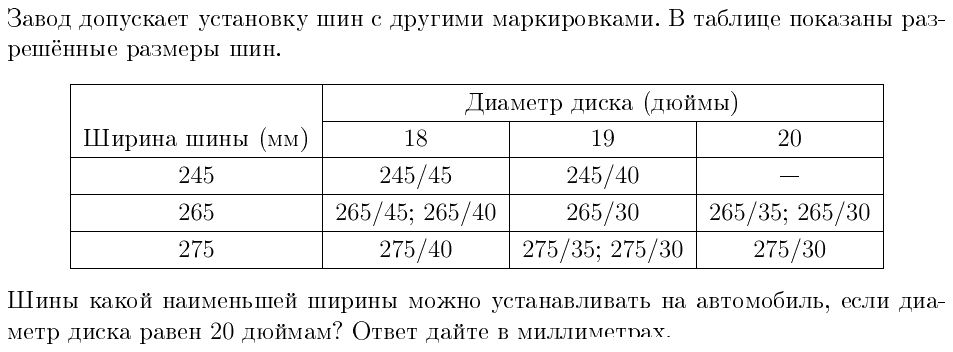 Завод допускает установку шин с другими маркировками. В таблице показаны раз-
решённые размеры шин.
Диаметр диска (дюймы)
Ширина шины (мм) 18 19 20
245 245/45 245/40 —
265 265/45; 265/40 265/30 265/35; 265/30
275 275/40 275/35; 275/30 275/30
Шины какой наименьшей ширины можно устанавливать на автомобиль, если диа-
метр диска равен 20 дюймам? Ответ дайте в миллиметрах.